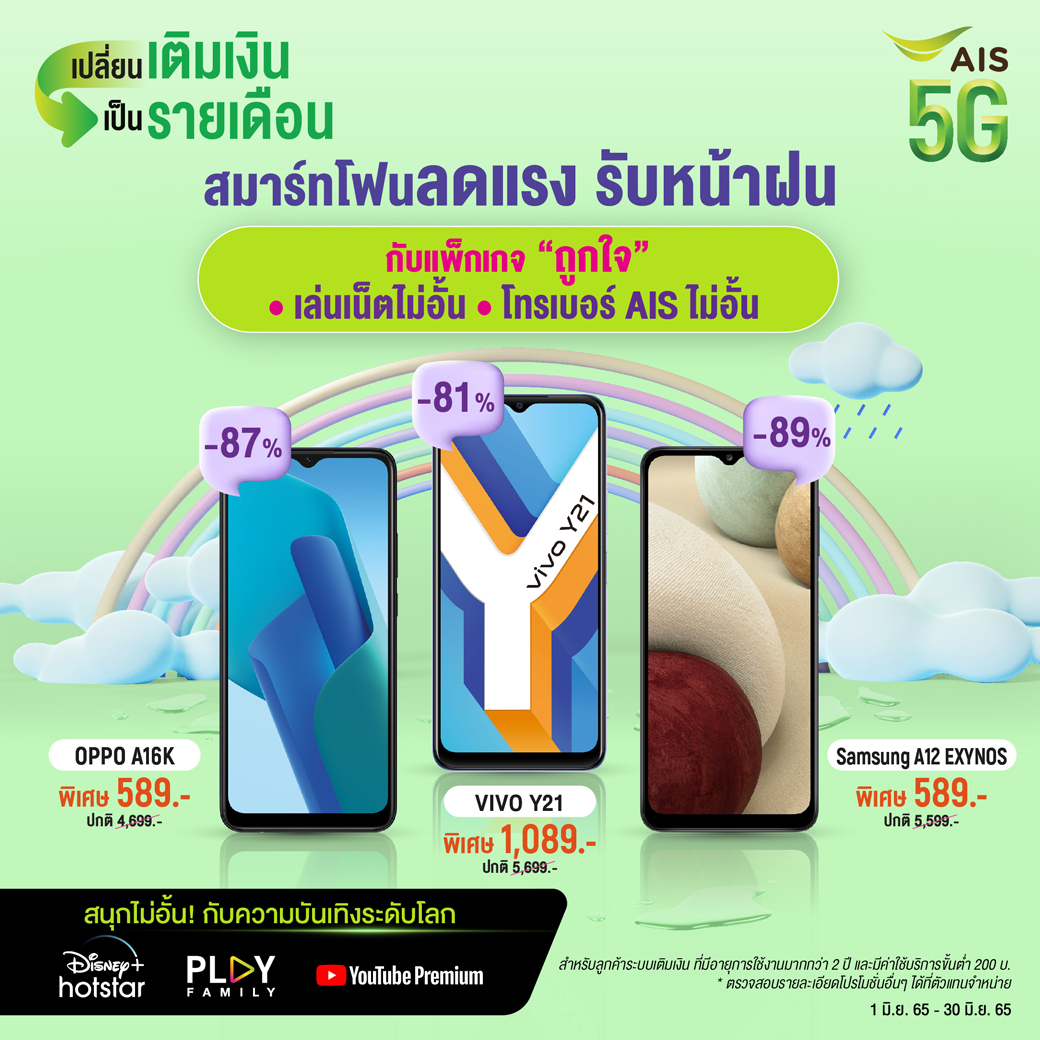 เปลี่ยน เติมเงิน
เป็น รายเดือน
AIS
5G
สมาร์ทโฟนลดแรง รับหน้าฝน
กับแพ็กเกจ “ถูกใจ”
• เล่นเน็ตไม่อั้น • โทรเบอร์ AIS ไม่อั้น
-87%
-81%
-89%
vivo Y21
OPPO A16K
พิเศษ 589.-
ปกติ 4,699.-
VIVO Y21
พิเศษ 1,089.-
ปกติ 5,699.-
Samsung A12 EXYNOS
พิเศษ 589.-
ปกติ 5,599.-
สนุกไม่อั้น! กับความบันเทิงระดับโลก
Disney+
hotstar
PLAY
FAMILY
YouTube Premium
สำหรับลูกค้าระบบเติมเงิน ที่มีอายุการใช้งานมากกว่า 2 ปี และมีค่าใช้บริการขั้นต่ำ 200 บ.
* ตรวจสอบรายละเอียดโปรโมชั่นอื่นๆ ได้ที่ตัวแทนจำหน่าย
1 มิ.ย. 65 - 30 มิ.ย. 65